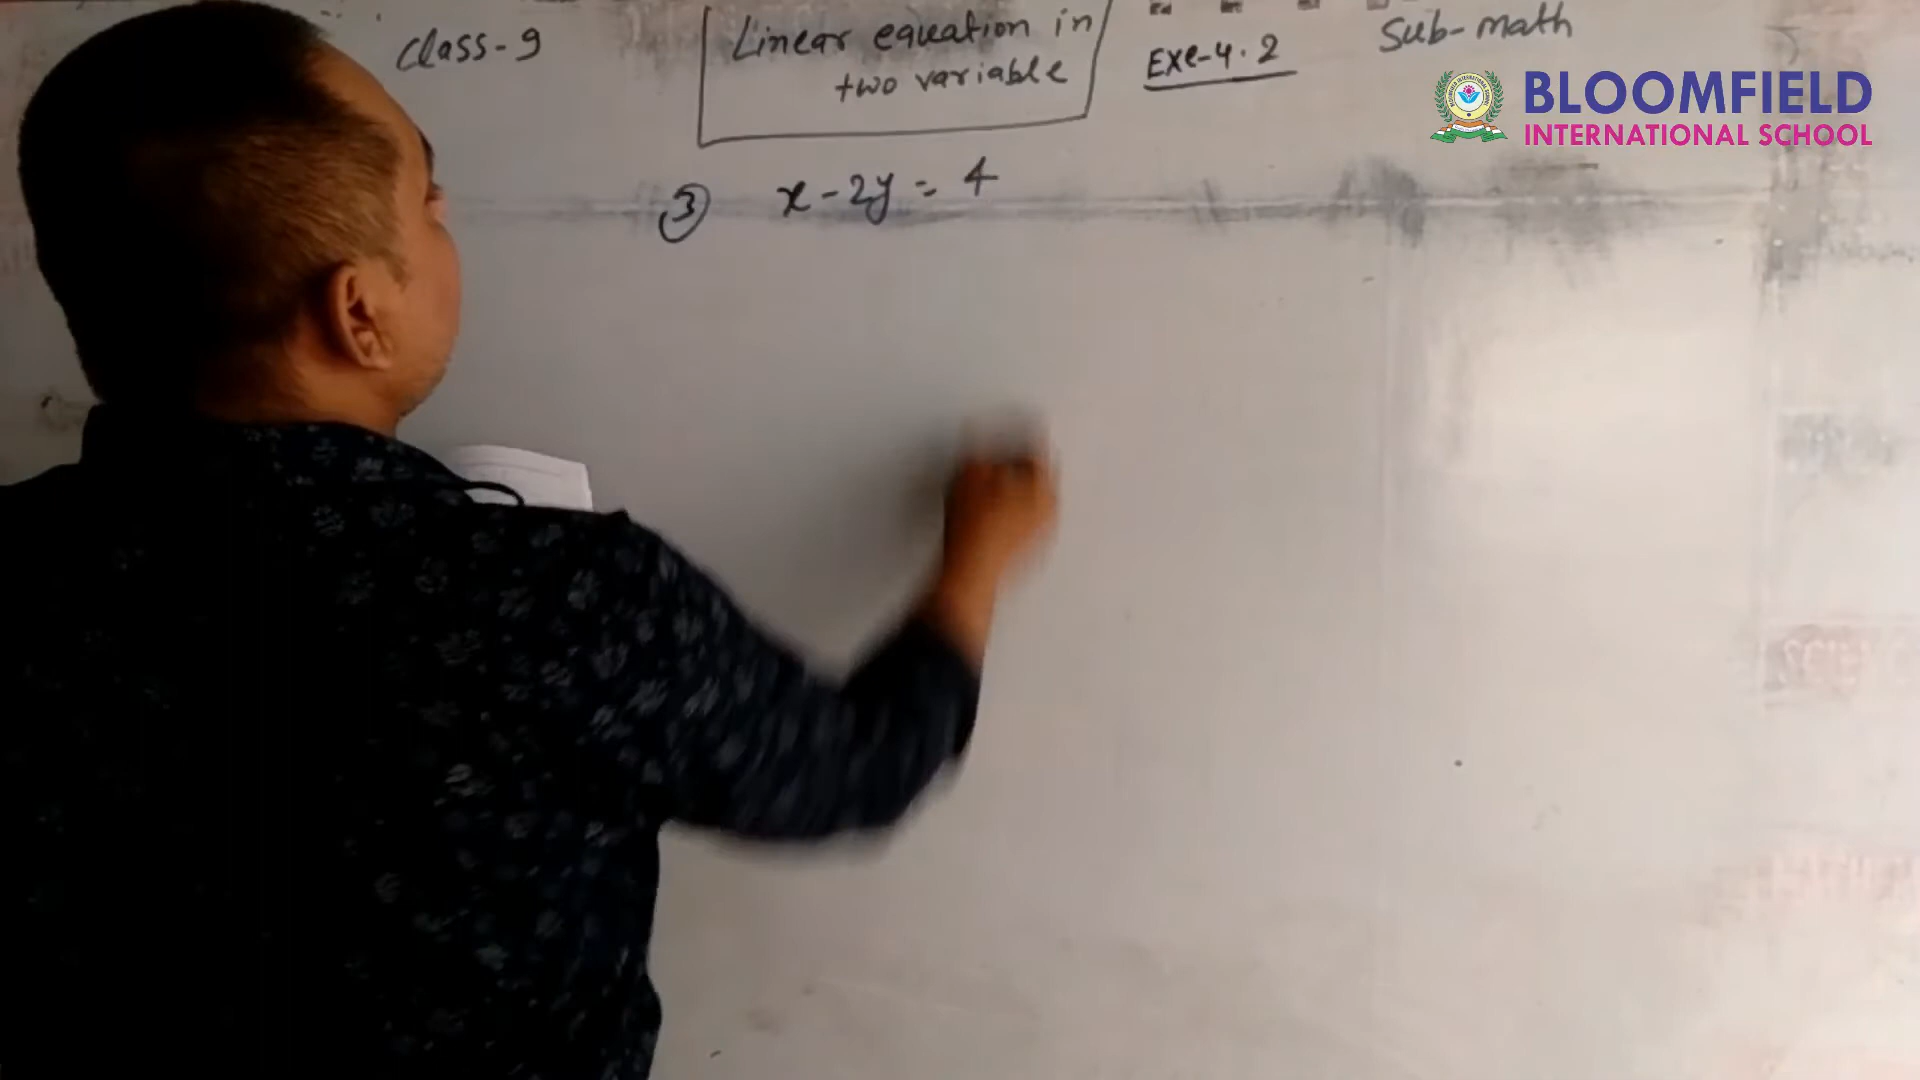 Class-9
Linear equation in
two variable
Exe-4.2
Sub-math
BLOOMFIELD
INTERNATIONAL SCHOOL
③ x-2y = 4